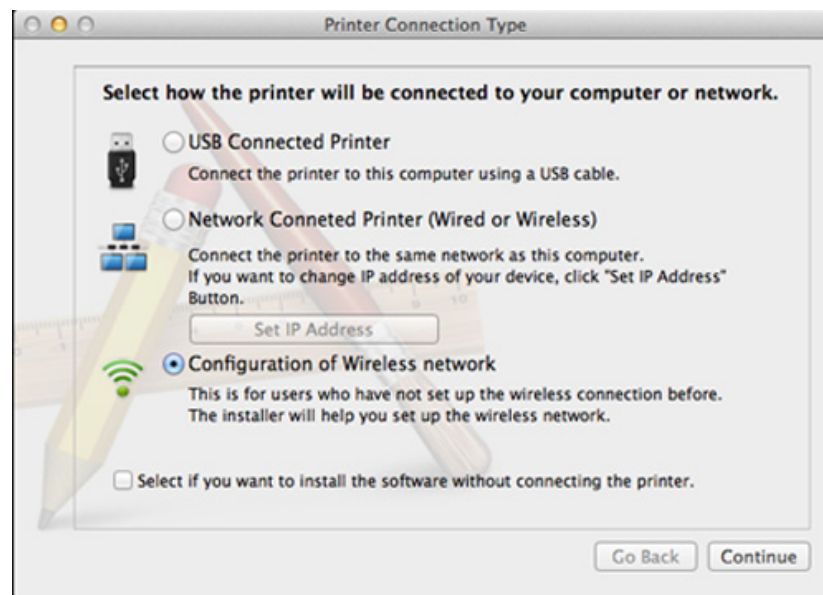 Printer Connection Type
Select how the printer will be connected to your computer or network.
USB Connected Printer
Connect the printer to this computer using a USB cable.
Network Conneted Printer (Wired or Wireless)
Connect the printer to the same network as this computer.
If you want to change IP address of your device, click "Set IP Address"
Button.
Set IP Address
Configuration of Wireless network
This is for users who have not set up the wireless connection before.
The installer will help you set up the wireless network.
Select if you want to install the software without connecting the printer.
Go Back Continue